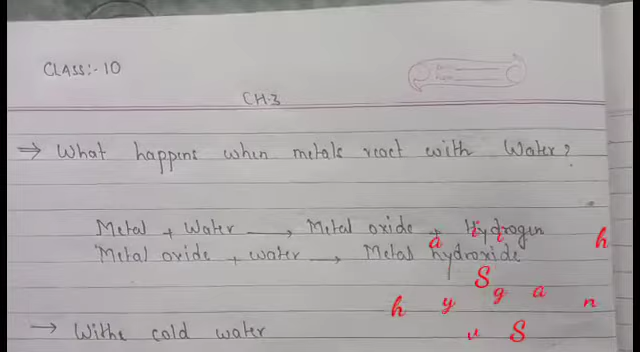 CLASS:- 10
CH-3
⇒ What happens when metals react with Water?
Metal + Water → Metal oxide + Hydrogen
Metal oxide + water → Metal hydroxide
→ Withe cold water